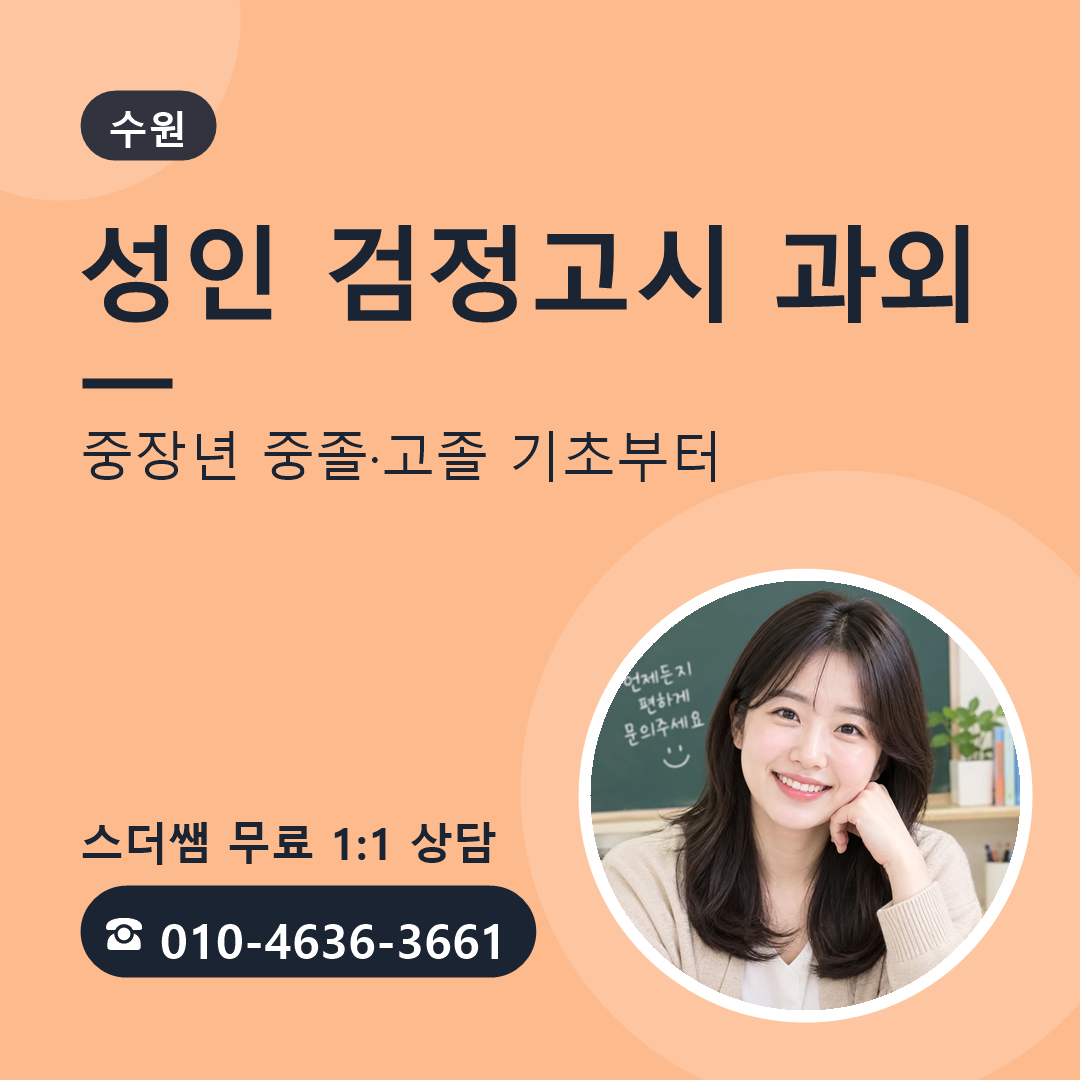 수원
성인 검정고시 과외
중장년 중졸·고졸 기초부터
언제든지
편하게
문의주세요
스더쌤 무료 1:1 상담
☎ 010-4636-3661